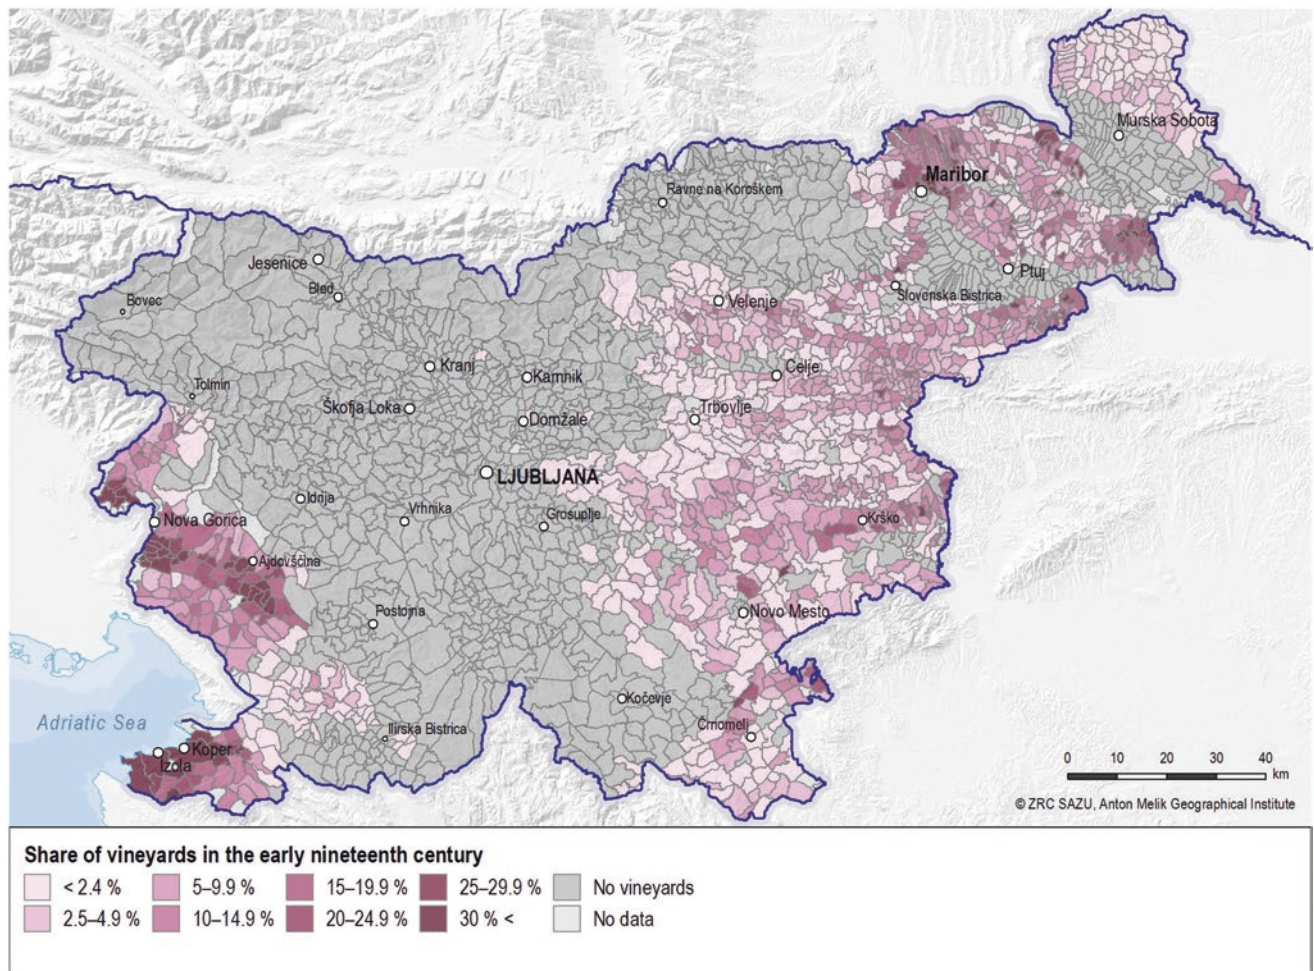 Murska Sobota
Maribor
Ravne na Koroškem
Jesenice
Bled
Ptuj
Slovenska Bistrica
Bovec
Velenje
Kranj
Kamnik
Celje
Tolmin
Škofja Loka
Domžale
Trbovlje
LJUBLJANA
Idrija
Vrhnika
Grosuplje
Krško
Nova Gorica
Ajdovščina
Postojna
Novo Mesto
Kočevje
Adriatic Sea
Ilirska Bistrica
Črnomelj
Koper
Izola
0 10 20 30 40
km
© ZRC SAZU, Anton Melik Geographical Institute
Share of vineyards in the early nineteenth century
< 2.4 % 5–9.9 % 15–19.9 % 25–29.9 % No vineyards
2.5–4.9 % 10–14.9 % 20–24.9 % 30 % < No data